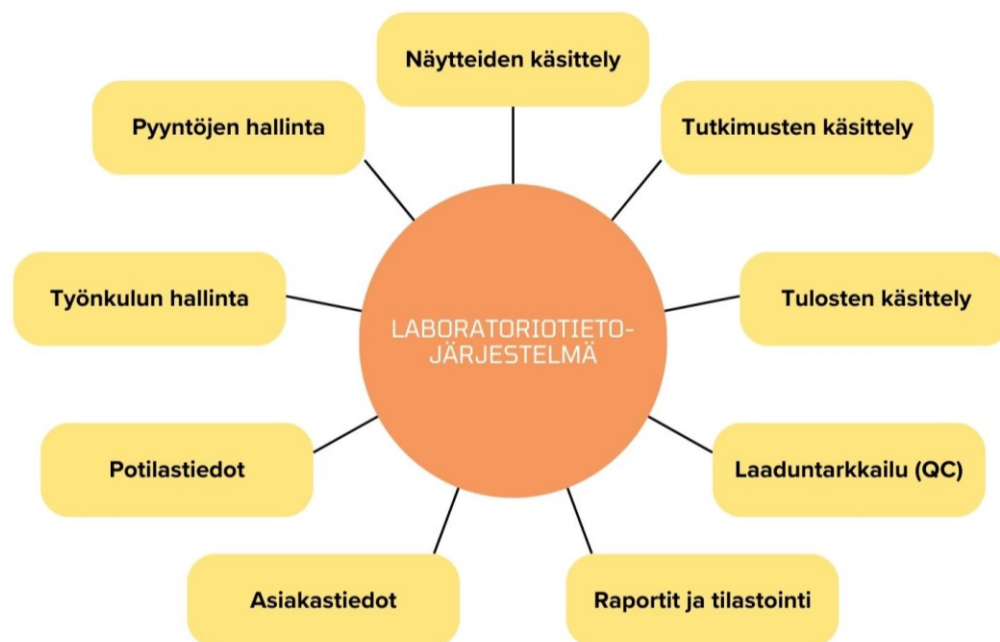 Näytteiden käsittely
Pyyntöjen hallinta
Tutkimusten käsittely
Työnkulun hallinta
Tulosten käsittely
LABORATORIOTIETO-
JÄRJESTELMÄ
Potilastiedot
Laaduntarkkailu (QC)
Asiakastiedot
Raportit ja tilastointi